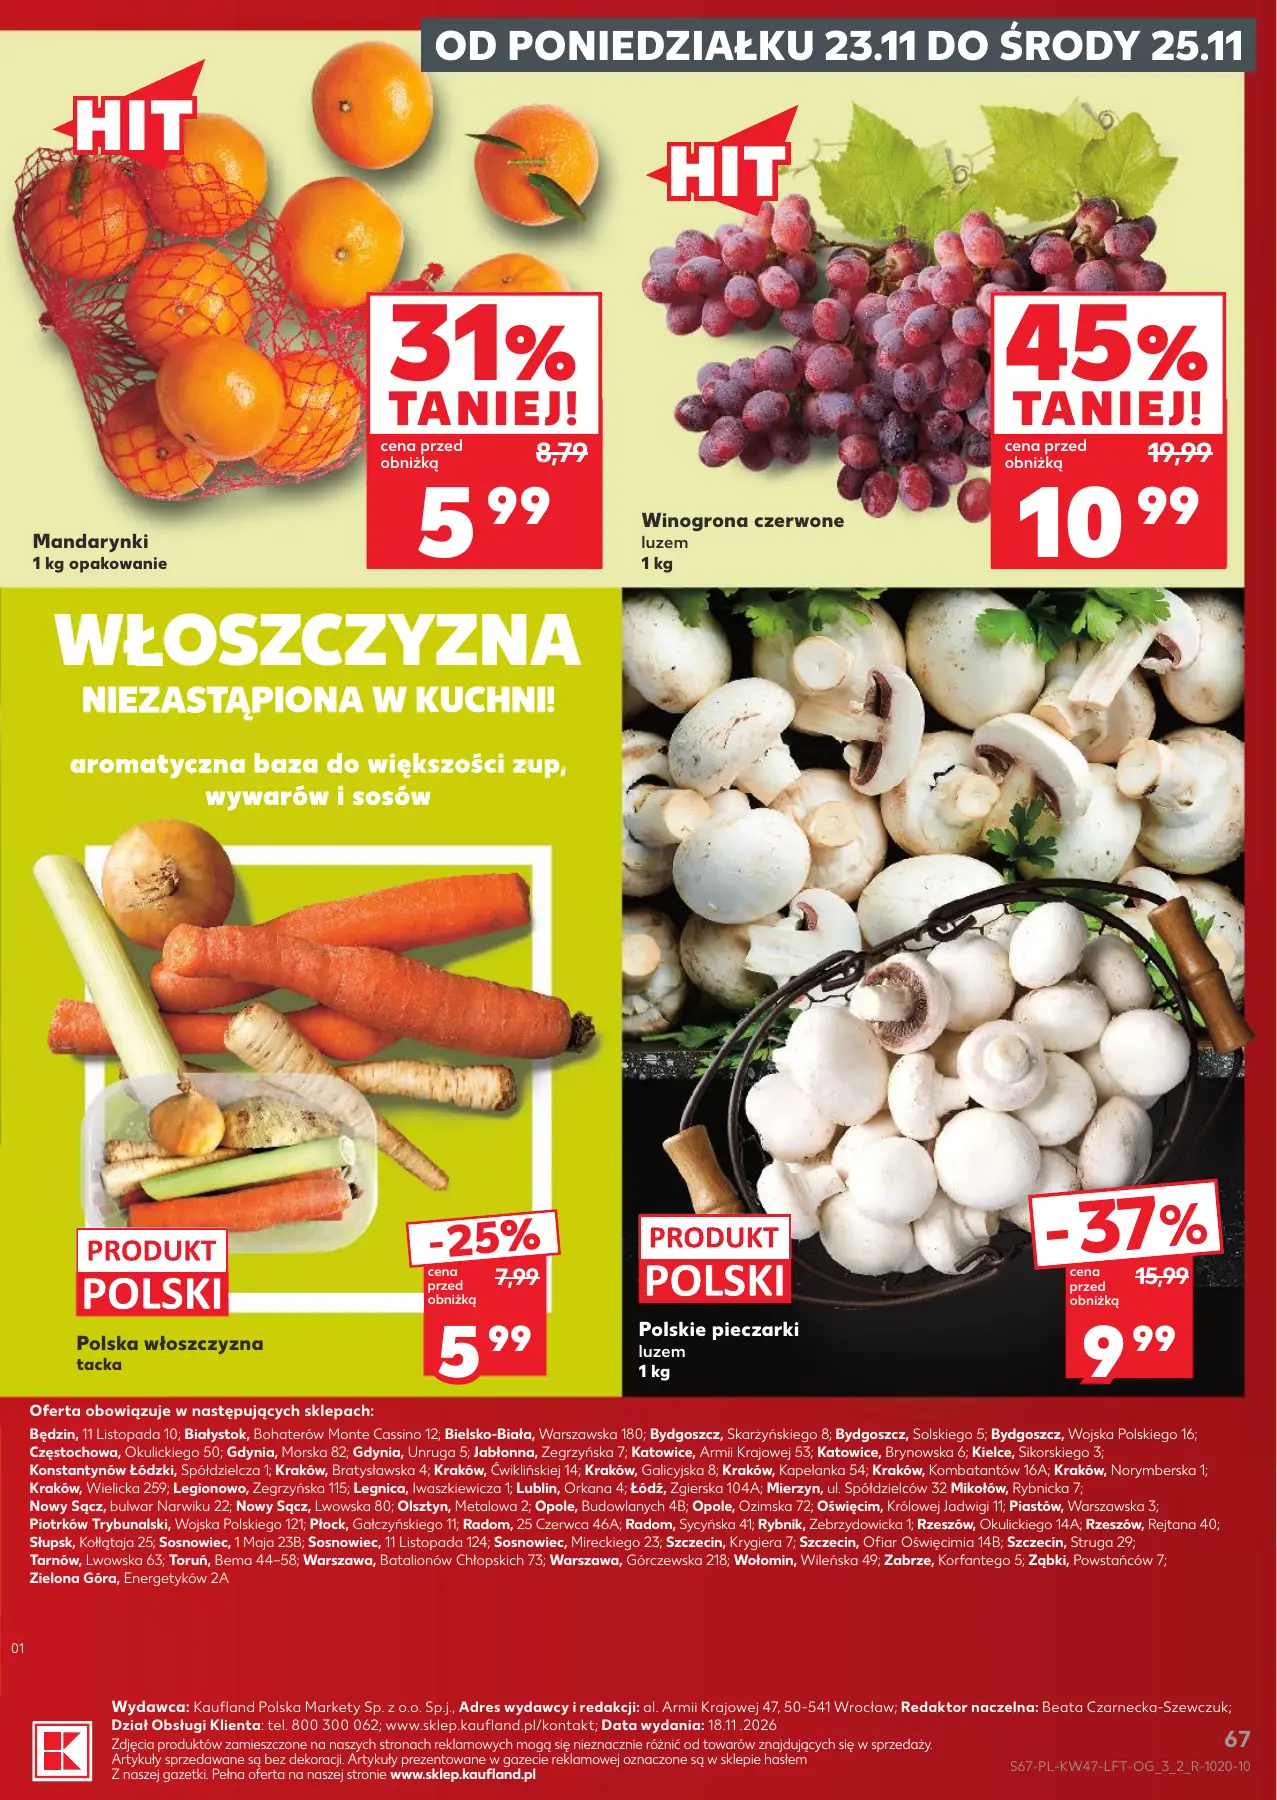 OD PONIEDZIAŁKU 23.11 DO ŚRODY 25.11
HIT
HIT
31%
TANIEJ!
cena przed
obniżką
8,79
5 99
Mandarynki
1 kg opakowanie
45%
TANIEJ!
cena przed
obniżką
19,99
10 99
Winogrona czerwone
luzem
1 kg
WŁOSZCZYZNA
NIEZASTĄPIONA W KUCHNI!
aromatyczna baza do większości zup,
wywarów i sosów
PRODUKT
POLSKI
-25%
cena
przed
obniżką
7,99
5 99
Polska włoszczyzna
tacka
PRODUKT
POLSKI
-37%
cena
przed
obniżką
15,99
9 99
Polskie pieczarki
luzem
1 kg
Oferta obowiązuje w następujących sklepach:
Będzin, 11 Listopada 10; Białystok, Bohaterów Monte Cassino 12; Bielsko-Biała, Warszawska 180; Bydgoszcz, Skarżyńskiego 8; Bydgoszcz, Solskiego 5; Bydgoszcz, Wojska Polskiego 16;
Częstochowa, Okulickiego 50; Gdynia, Morska 82; Gdynia, Unruga 5; Jabłonna, Zegrzyńska 7; Katowice, Armii Krajowej 53; Katowice, Brynowska 6; Kielce, Sikorskiego 3;
Konstantynów Łódzki, Spółdzielcza 1; Kraków, Bratysławska 4; Kraków, Ćwiklińskiej 14; Kraków, Galicyjska 8; Kraków, Kapelanka 54; Kraków, Kombatantów 16A; Kraków, Norymberska 1;
Kraków, Wielicka 259; Legionowo, Zegrzyńska 115; Legnica, Iwaszkiewicza 1; Lublin, Orkana 4; Łódź, Zgierska 104A; Mierzyn, ul. Spółdzielców 32 Mikołów, Rybnicka 7;
Nowy Sącz, bulwar Narwiku 22; Nowy Sącz, Lwowska 80; Olsztyn, Metalowa 2; Opole, Budowlanych 4B; Opole, Ozimska 72; Oświęcim, Królowej Jadwigi 11; Piastów, Warszawska 3;
Piotrków Trybunalski, Wojska Polskiego 121; Płock, Gałczyńskiego 11; Radom, 25 Czerwca 46A; Radom, Sycyńska 41; Rybnik, Zebrzydowicka 1; Rzeszów, Okulickiego 14A; Rzeszów, Rejtana 40;
Słupsk, Kołłątaja 25; Sosnowiec, 1 Maja 23B; Sosnowiec, 11 Listopada 124; Sosnowiec, Mireckiego 23; Szczecin, Krygiera 7; Szczecin, Ofiar Oświęcimia 14B; Szczecin, Struga 29;
Tarnów, Lwowska 63; Toruń, Bema 44–58; Warszawa, Batalionów Chłopskich 73; Warszawa, Górczewska 218; Wołomin, Wileńska 49; Zabrze, Korfantego 5; Ząbki, Powstańców 7;
Zielona Góra, Energetyków 2A
01
Wydawca: Kaufland Polska Markety Sp. z o.o. Sp.j., Adres wydawcy i redakcji: al. Armii Krajowej 47, 50-541 Wrocław; Redaktor naczelna: Beata Czarnecka-Szewczuk;
Dział Obsługi Klienta: tel. 800 300 062; www.sklep.kaufland.pl/kontakt; Data wydania: 18.11 .2026
Zdjęcia produktów zamieszczone na naszych stronach reklamowych mogą się nieznacznie różnić od towarów znajdujących się w sprzedaży.
Artykuły sprzedawane są bez dekoracji. Artykuły prezentowane w gazecie reklamowej oznaczone są w sklepie hasłem
Z naszej gazetki. Pełna oferta na naszej stronie www.sklep.kaufland.pl
67
S67-PL-KW47-LFT-OG_3_2_R-1020-10